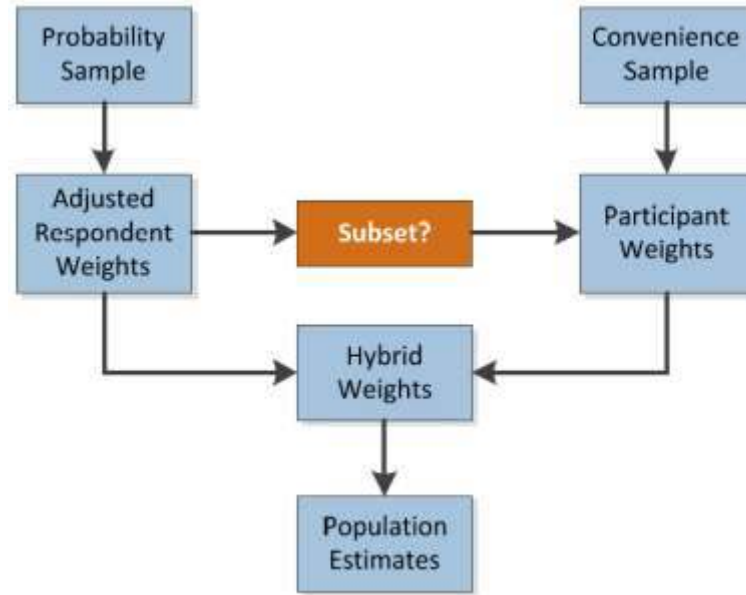 Probability
Sample
Convenience
Sample
Adjusted
Respondent
Weights
Subset?
Participant
Weights
Hybrid
Weights
Population
Estimates